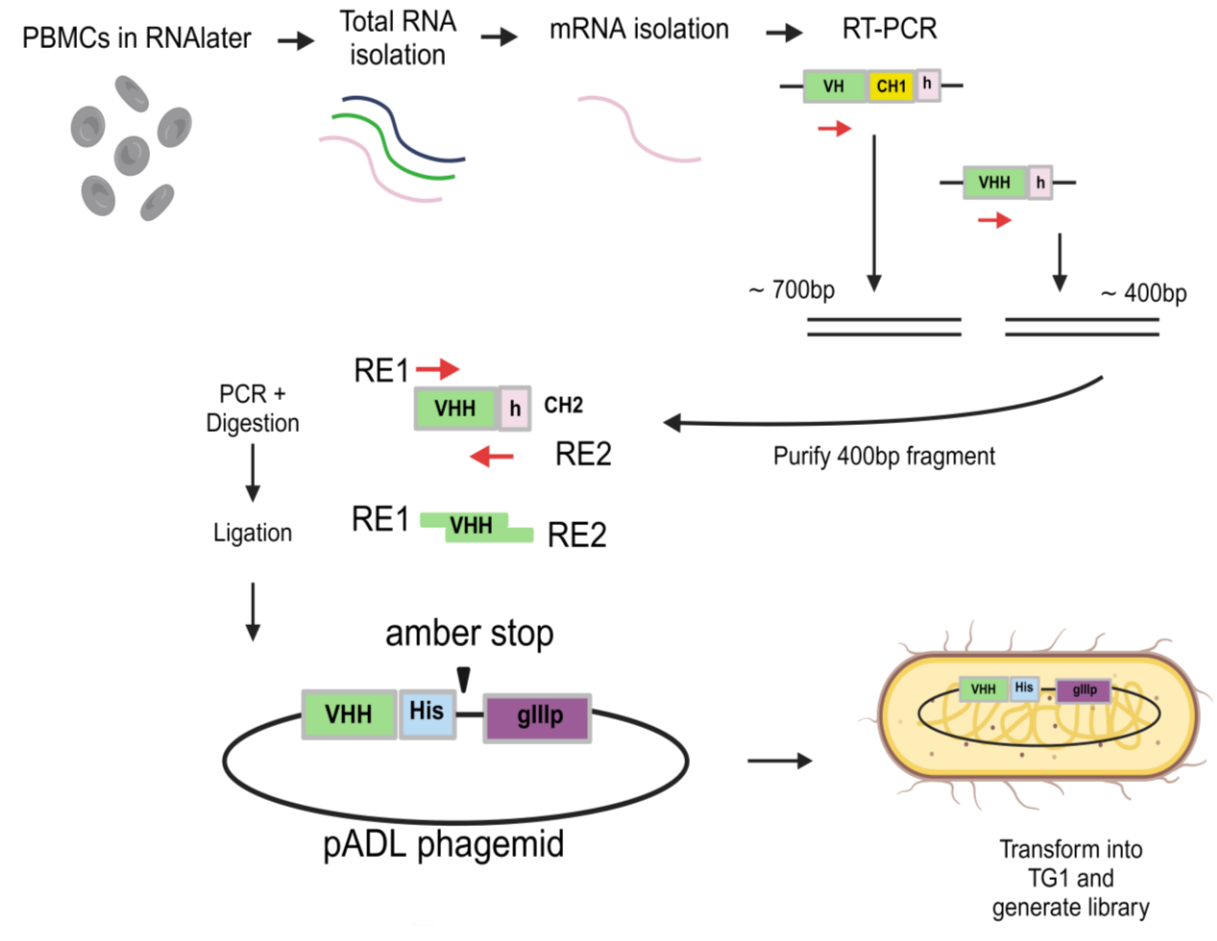 PBMCs in RNAlater
Total RNA
isolation
mRNA isolation
RT-PCR
VH
CH1
h
VHH
h
~ 700bp
~ 400bp
RE1
PCR +
Digestion
VHH
h
CH2
RE2
Purify 400bp fragment
Ligation
RE1
VHH
RE2
amber stop
VHH
His
gIIIp
pADL phagemid
VHH
His
gIIIp
Transform into
TG1 and
generate library